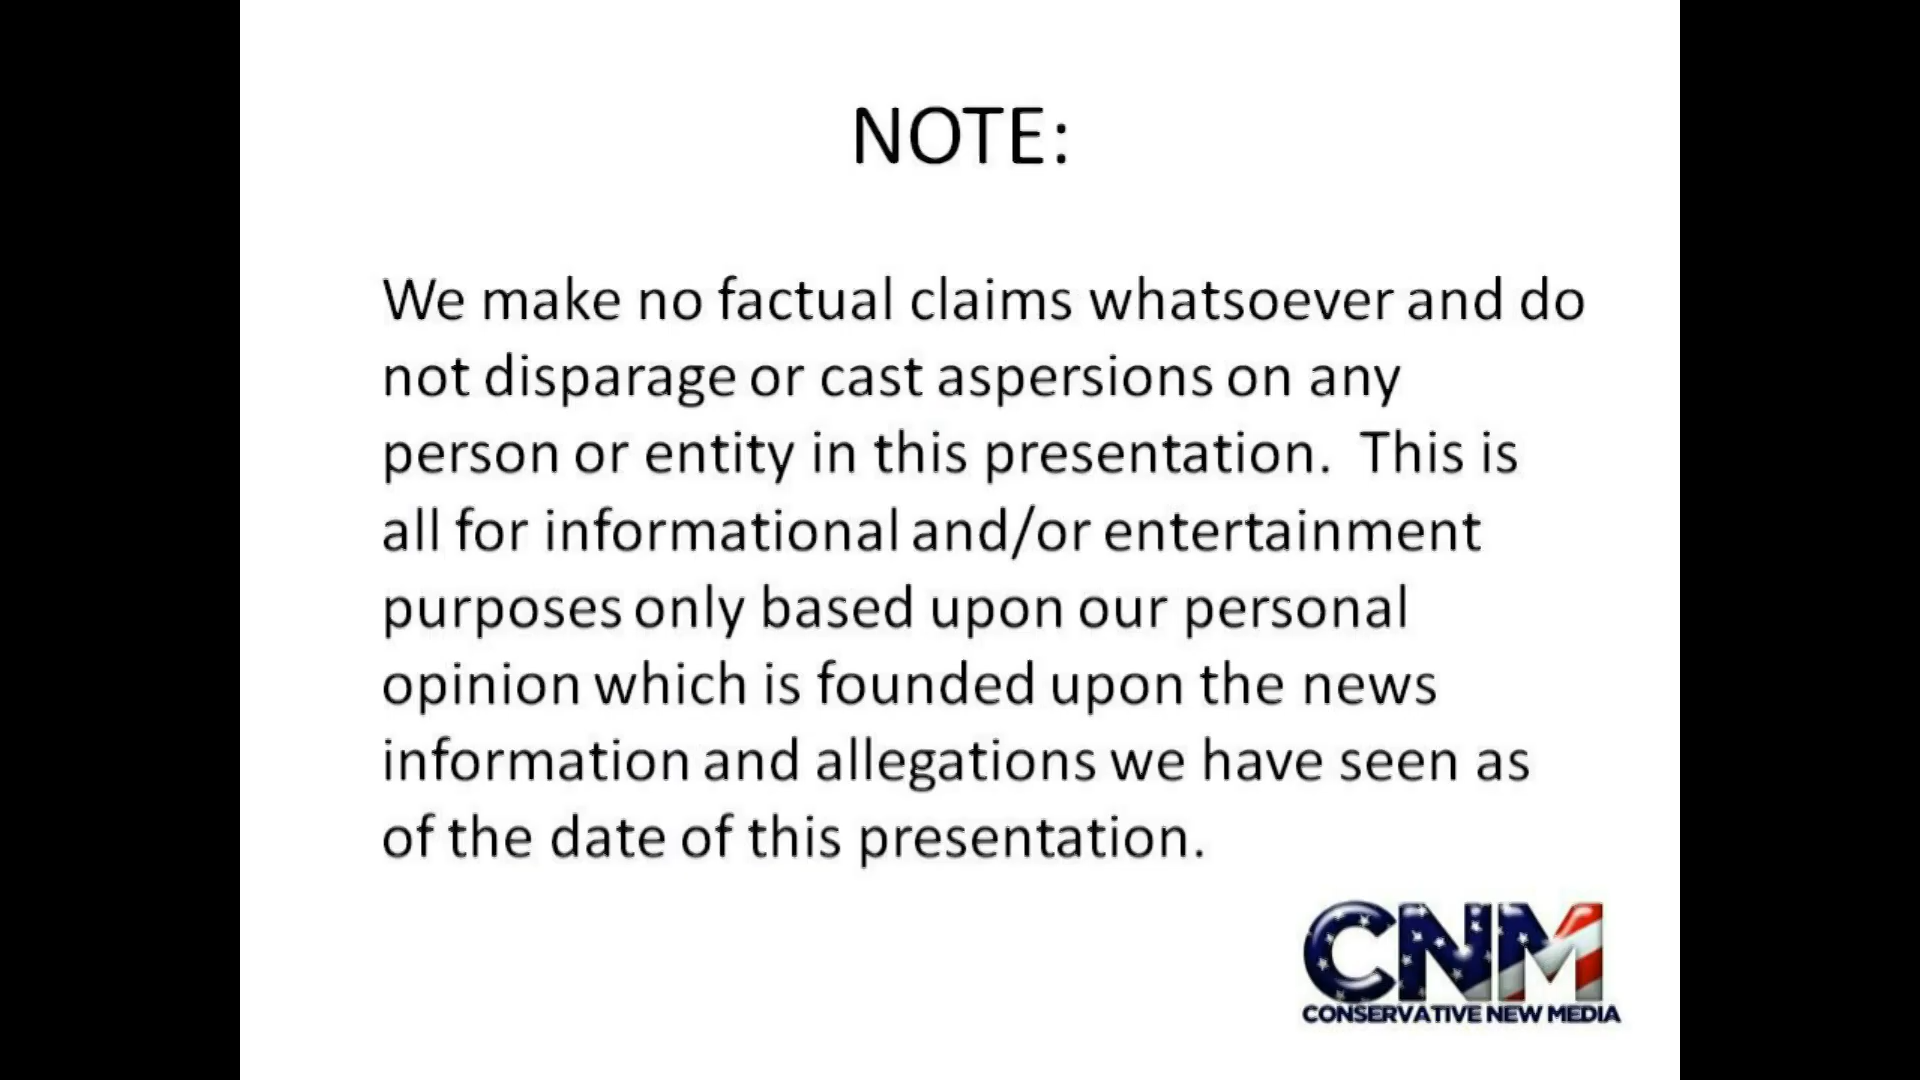 NOTE:
We make no factual claims whatsoever and do
not disparage or cast aspersions on any
person or entity in this presentation.  This is
all for informational and/or entertainment
purposes only based upon our personal
opinion which is founded upon the news
information and allegations we have seen as
of the date of this presentation.
CNM
CONSERVATIVE NEW MEDIA